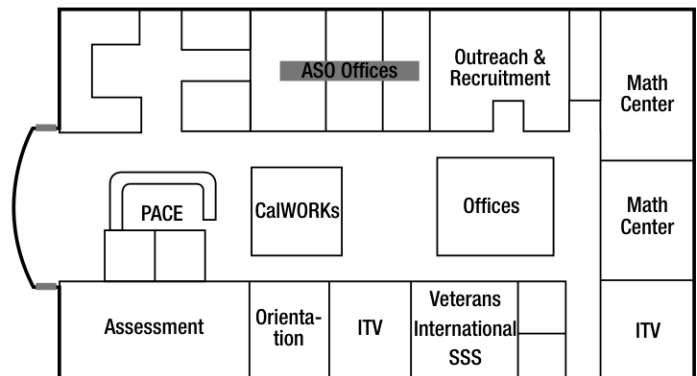 ASO Offices
Outreach &
Recruitment
Math
Center
PACE
CalWORKs
Offices
Math
Center
Assessment
Orienta-
tion
ITV
Veterans
International
SSS
ITV